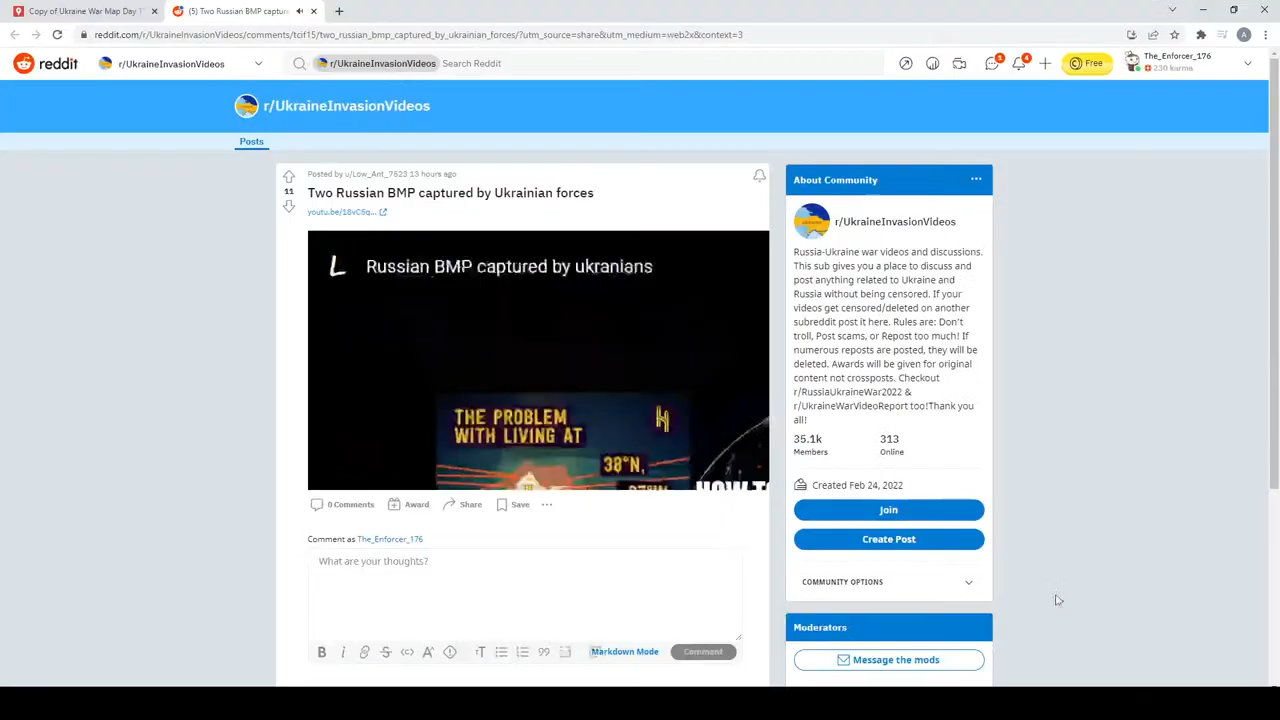 Copy of Ukraine War Map Day 1
(5) Two Russian BMP capture
reddit.com/r/UkraineInvasionVideos/comments/tcif15/two_russian_bmp_captured_by_ukrainian_forces/?utm_source=share&utm_medium=web2x&context=3
A
reddit
r/UkraineInvasionVideos
r/UkraineInvasionVideos
Search Reddit
1
4
Free
The_Enforcer_176
230 karma
r/UkraineInvasionVideos
Posts
Posted by u/Low_Ant_7523 13 hours ago
11
Two Russian BMP captured by Ukrainian forces
youtu.be/18vC5q...
L
Russian BMP captured by ukranians
THE PROBLEM
WITH LIVING AT
38°N,
HOW T
0 Comments
Award
Share
Save
Comment as The_Enforcer_176
What are your thoughts?
Markdown Mode
Comment
About Community
r/UkraineInvasionVideos
Russia-Ukraine war videos and discussions.
This sub gives you a place to discuss and
post anything related to Ukraine and
Russia without being censored. If your
videos get censored/deleted on another
subreddit post it here. Rules are: Don't
troll, Post scams, or Repost too much! If
numerous reposts are posted, they will be
deleted. Awards will be given for original
content not crossposts. Checkout
r/RussiaUkraineWar2022 &
r/UkraineWarVideoReport too!Thank you
all!
35.1k
313
Members
Online
Created Feb 24, 2022
Join
Create Post
COMMUNITY OPTIONS
Moderators
Message the mods